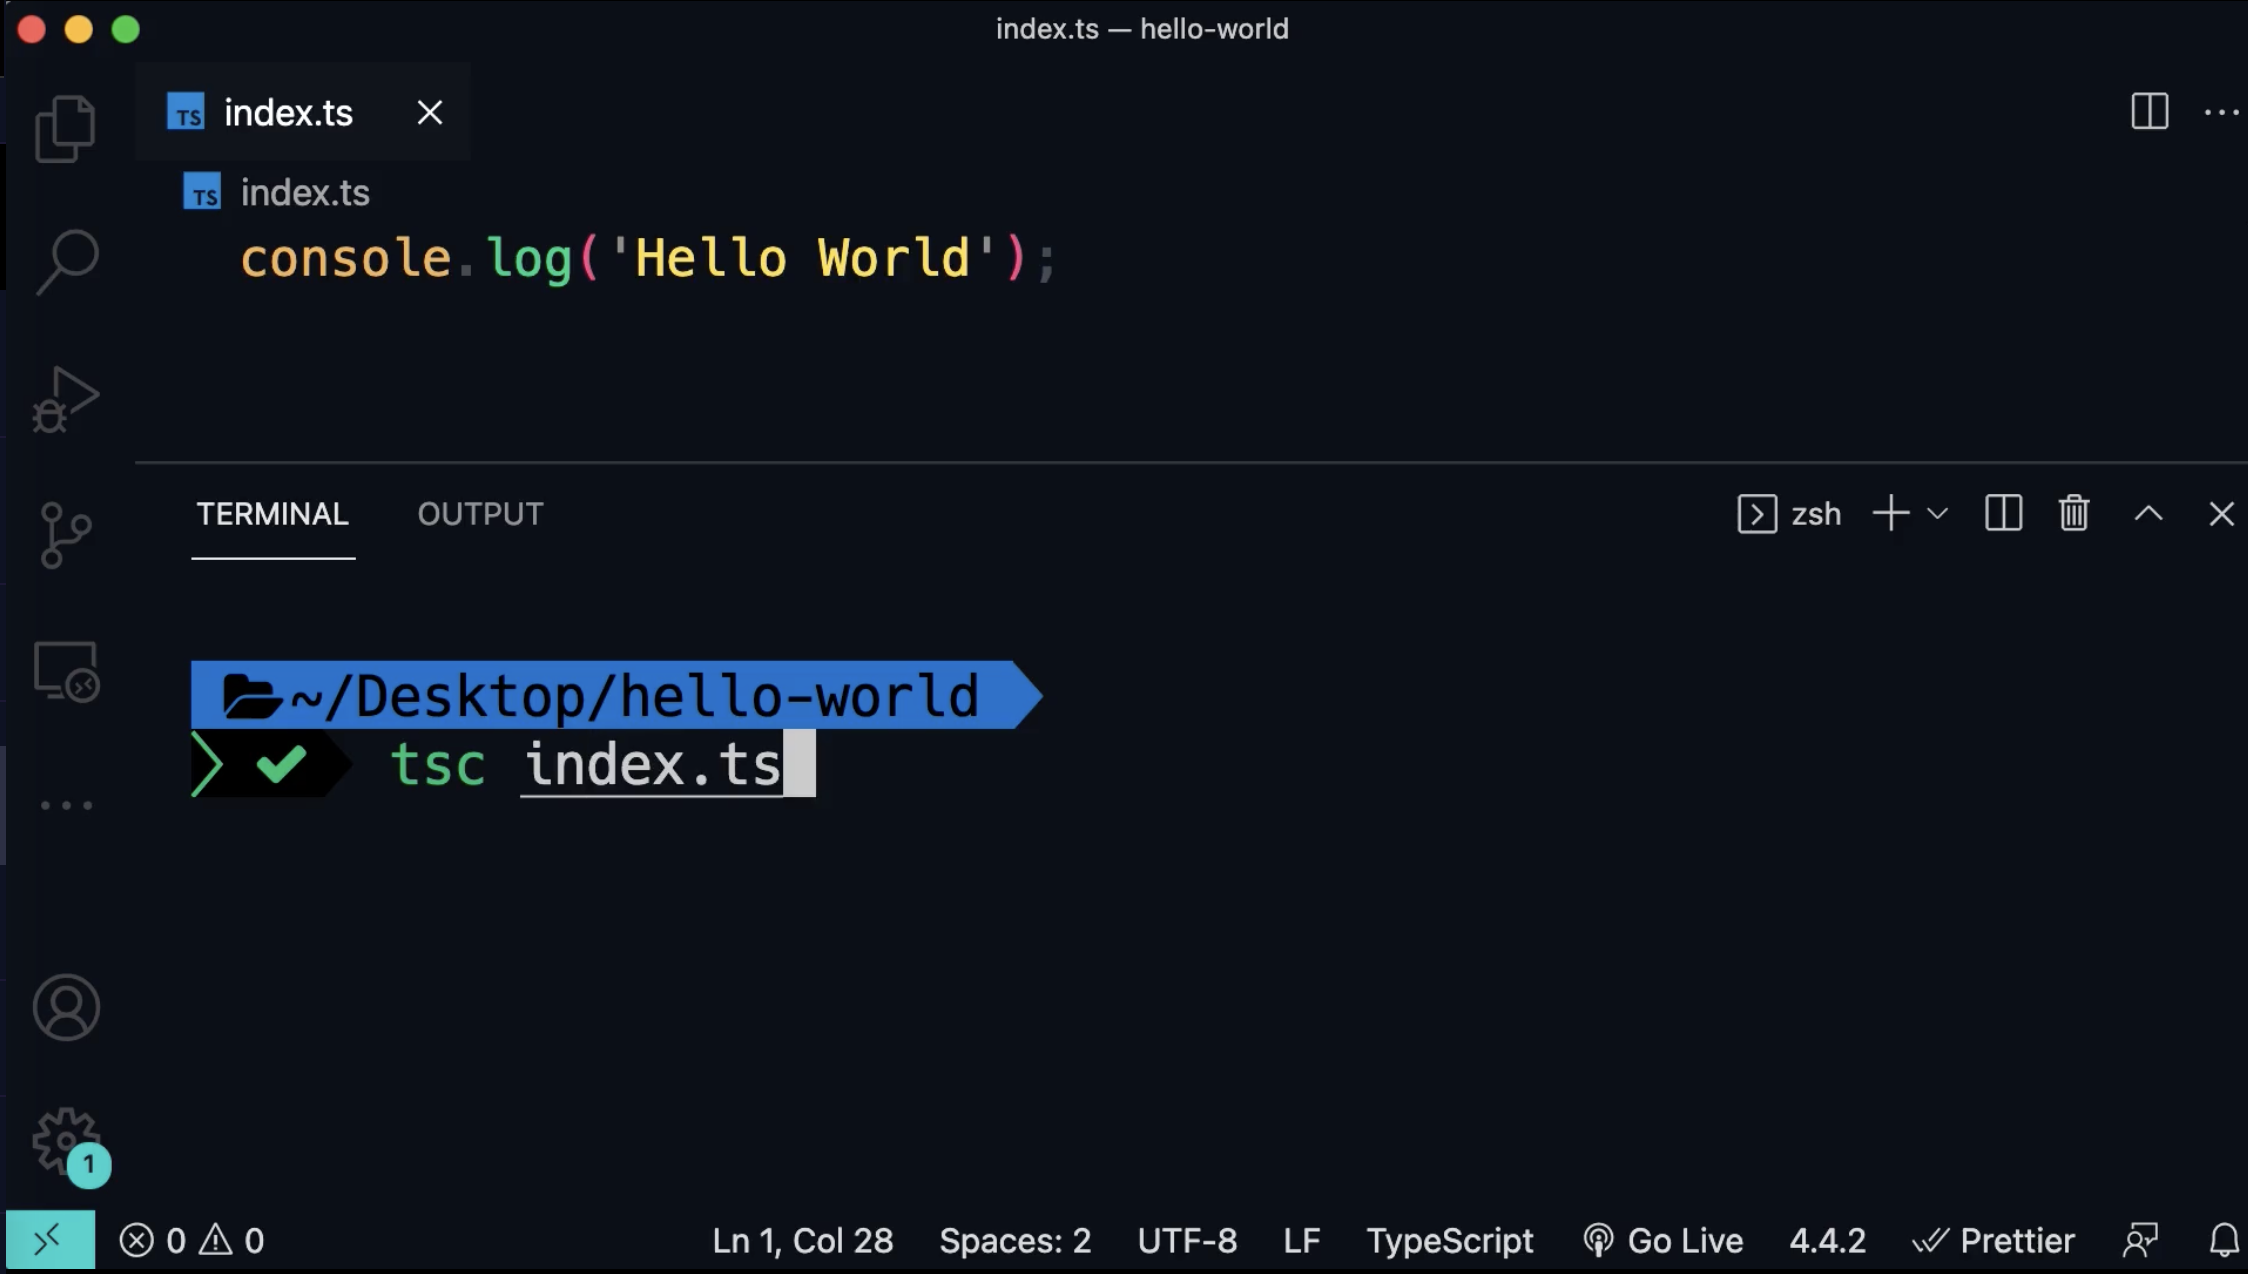 index.ts — hello-world
TS index.ts
TS index.ts
console.log('Hello World');
TERMINAL OUTPUT zsh
~/Desktop/hello-world
tsc index.ts
1
0 0 Ln 1, Col 28 Spaces: 2 UTF-8 LF TypeScript Go Live 4.4.2 Prettier